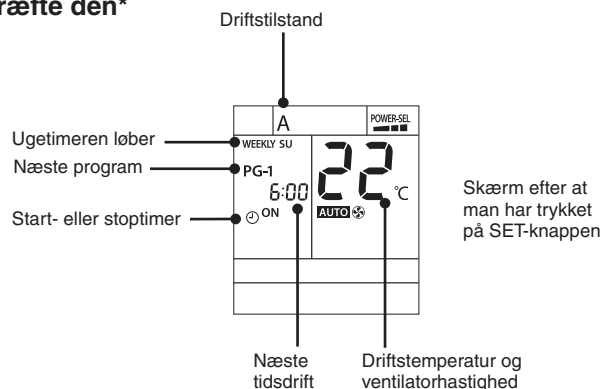 ræfte den*
Driftstilstand
A
POWER-SEL
WEEKLY SU
PG-1
6:00
ON
22
°C
AUTO
Ugetimeren løber
Næste program
Start- eller stoptimer
Skærm efter at
man har trykket
på SET-knappen
Næste
tidsdrift
Driftstemperatur og
ventilatorhastighed